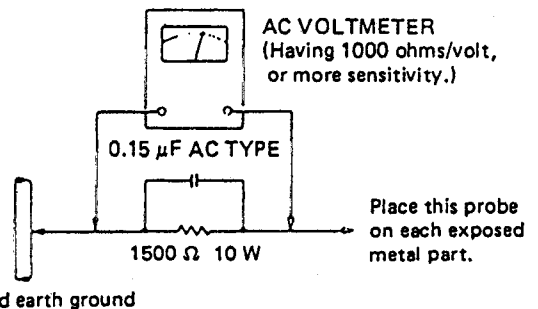 AC VOLTMETER
(Having 1000 ohms/volt,
or more sensitivity.)
0.15 µF AC TYPE
1500 Ω 10 W
Place this probe
on each exposed
metal part.
d earth ground